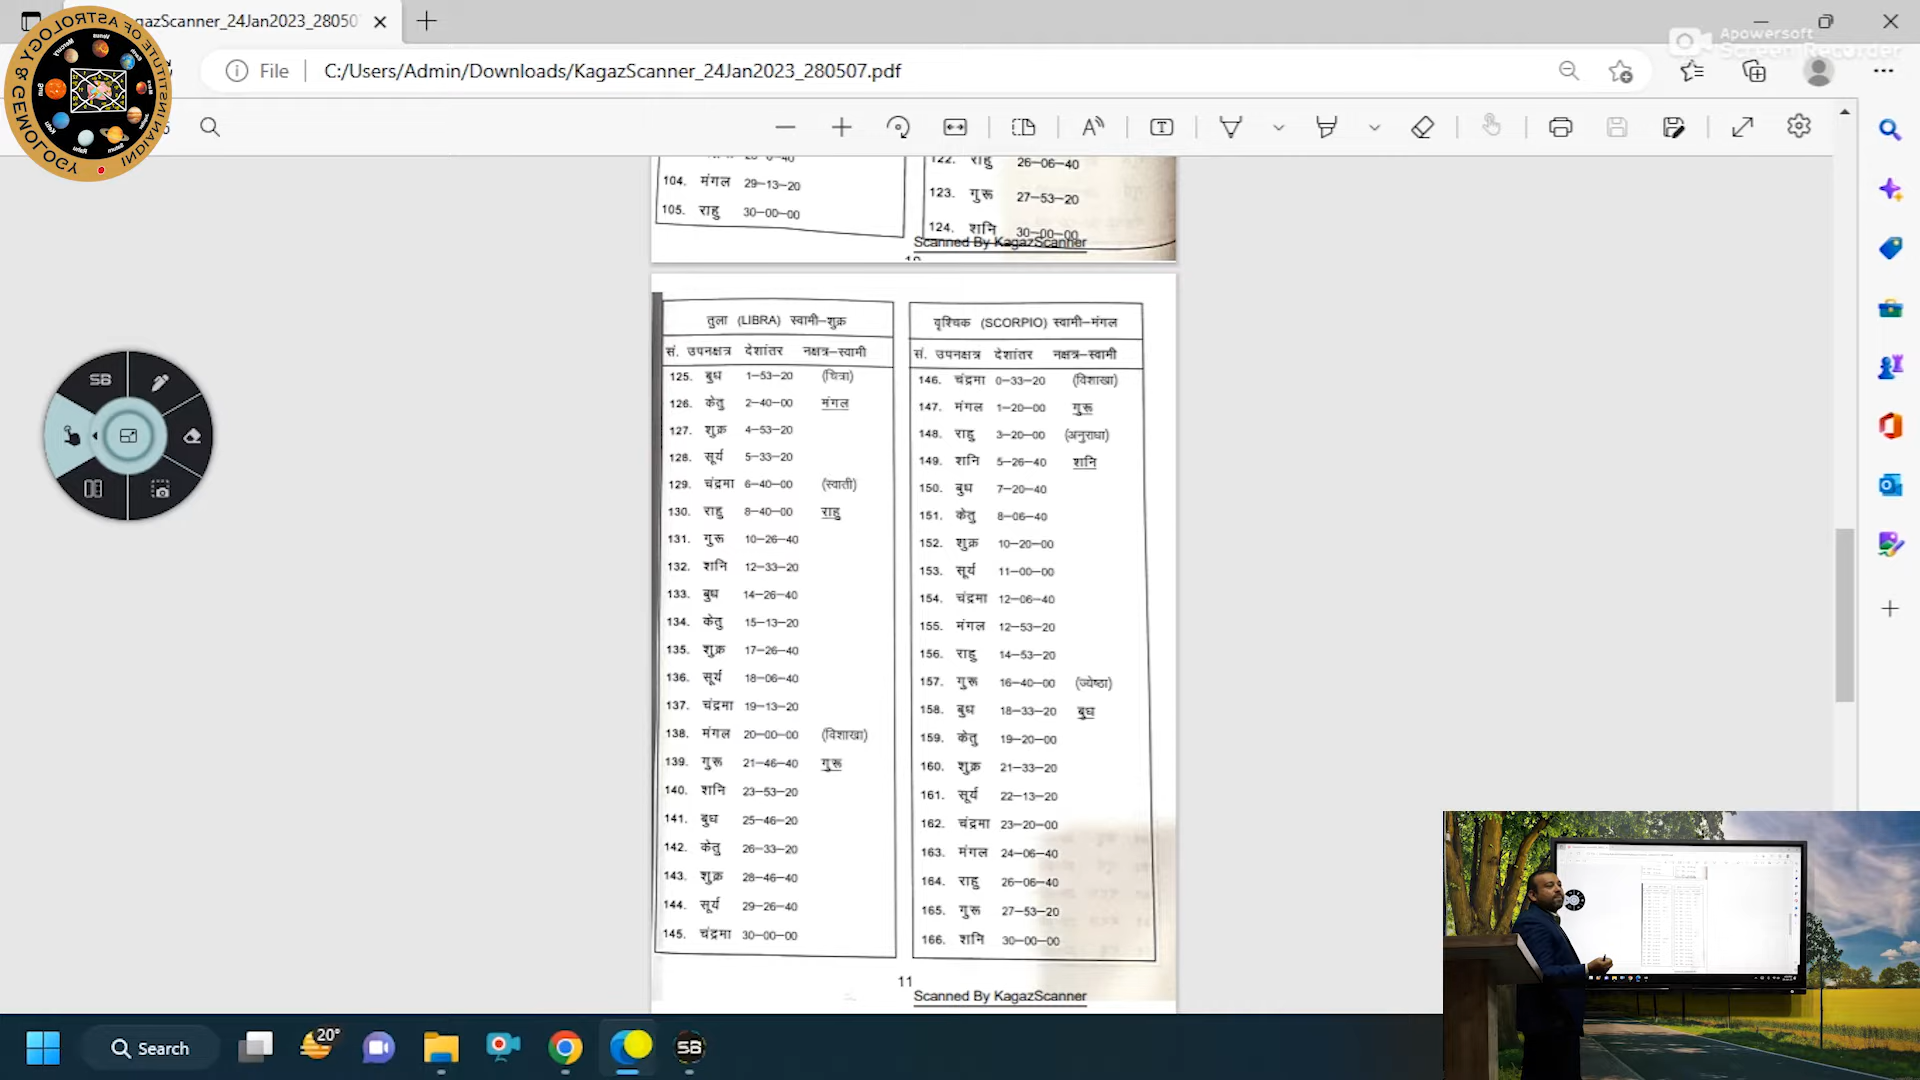 KagazScanner_24Jan2023_28050
Apowersoft
Screen Recorder
File C:/Users/Admin/Downloads/KagazScanner_24Jan2023_280507.pdf
INDIAN INSTITUTE OF ASTROLOGY & GEMOLOGY
104. मंगल 29-13-20
105. राहु 30-00-00
122. राहु 26-06-40
123. गुरू 27-53-20
124. शनि 30-00-00
Scanned By KagazScanner
तुला (LIBRA) स्वामी-शुक्र
सं. उपनक्षत्र देशांतर नक्षत्र-स्वामी
125. बुध 1-53-20 (चित्रा)
126. केतु 2-40-00 मंगल
127. शुक्र 4-53-20
128. सूर्य 5-33-20
129. चंद्रमा 6-40-00 (स्वाती)
130. राहु 8-40-00 राहु
131. गुरू 10-26-40
132. शनि 12-33-20
133. बुध 14-26-40
134. केतु 15-13-20
135. शुक्र 17-26-40
136. सूर्य 18-06-40
137. चंद्रमा 19-13-20
138. मंगल 20-00-00 (विशाखा)
139. गुरू 21-46-40 गुरू
140. शनि 23-53-20
141. बुध 25-46-20
142. केतु 26-33-20
143. शुक्र 28-46-40
144. सूर्य 29-26-40
145. चंद्रमा 30-00-00
वृश्चिक (SCORPIO) स्वामी-मंगल
सं. उपनक्षत्र देशांतर नक्षत्र-स्वामी
146. चंद्रमा 0-33-20 (विशाखा)
147. मंगल 1-20-00 गुरू
148. राहु 3-20-00 (अनुराधा)
149. शनि 5-26-40 शनि
150. बुध 7-20-40
151. केतु 8-06-40
152. शुक्र 10-20-00
153. सूर्य 11-00-00
154. चंद्रमा 12-06-40
155. मंगल 12-53-20
156. राहु 14-53-20
157. गुरू 16-40-00 (ज्येष्ठा)
158. बुध 18-33-20 बुध
159. केतु 19-20-00
160. शुक्र 21-33-20
161. सूर्य 22-13-20
162. चंद्रमा 23-20-00
163. मंगल 24-06-40
164. राहु 26-06-40
165. गुरू 27-53-20
166. शनि 30-00-00
11
Scanned By KagazScanner
SB
20°
Search
SB